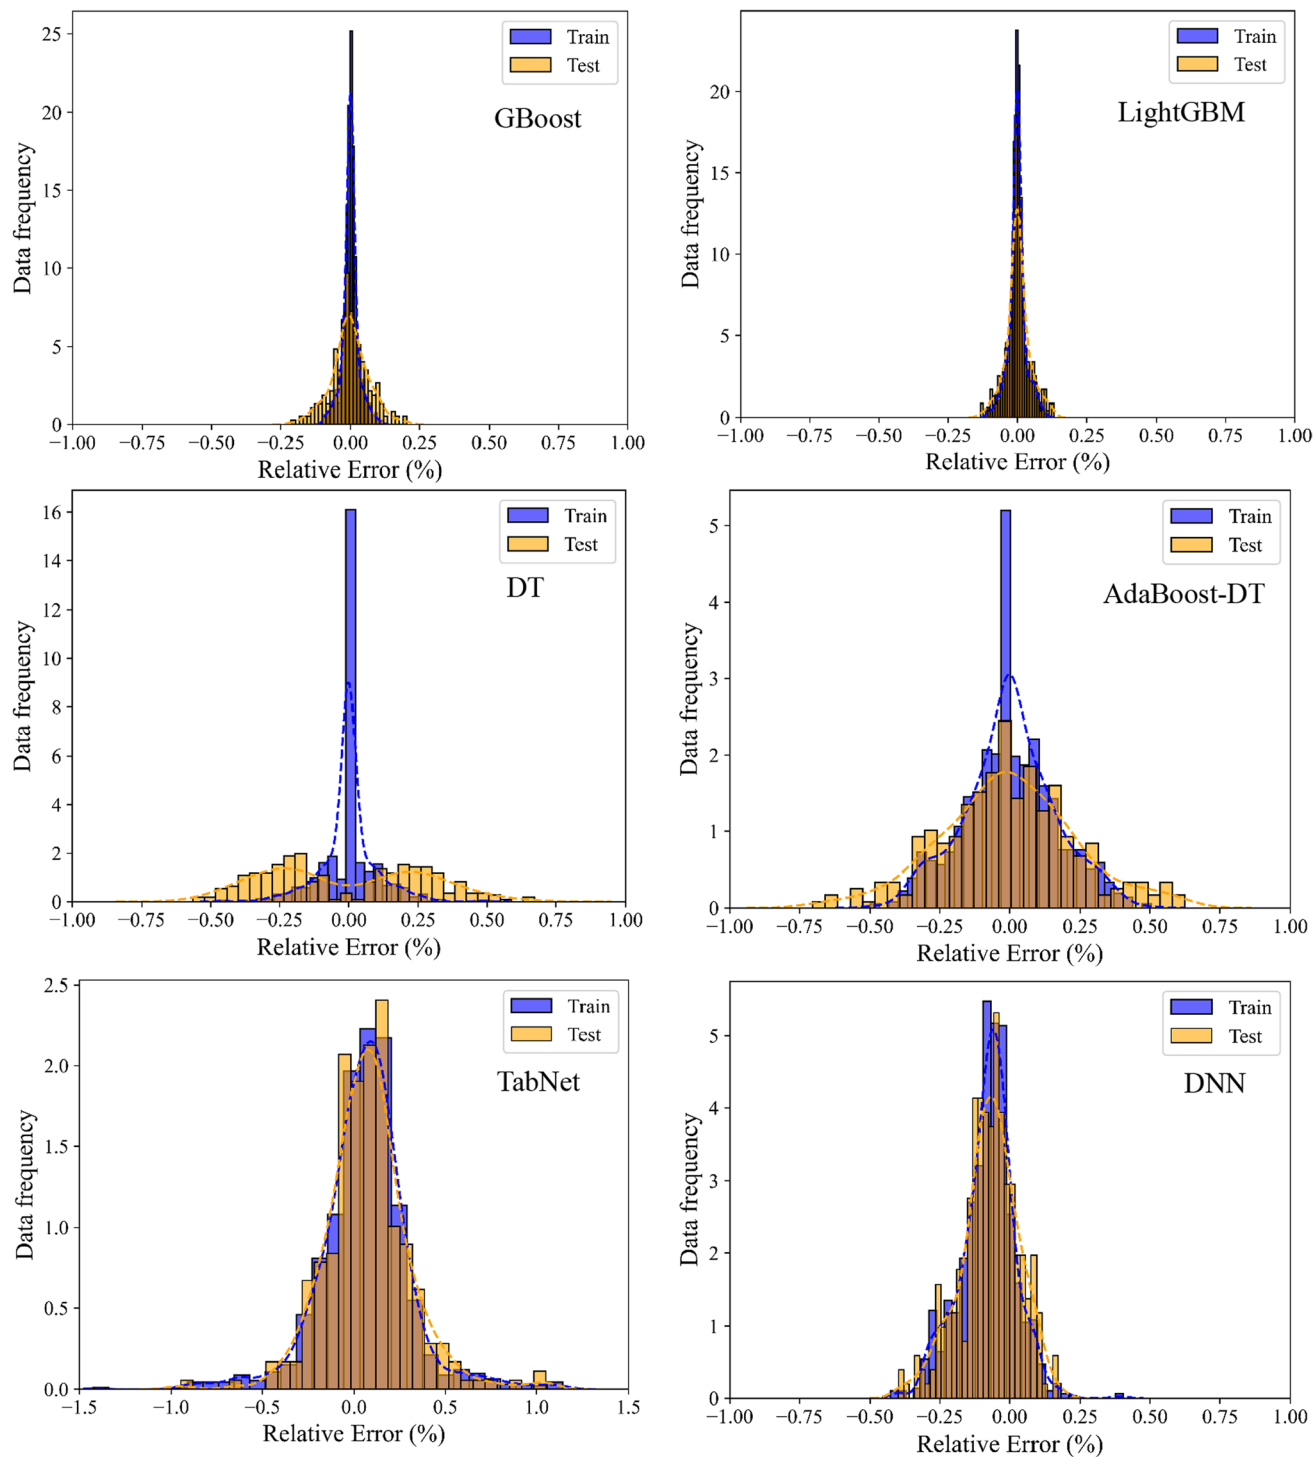 GBoost
Train
Test
Data frequency
25
20
15
10
5
0
−1.00 −0.75 −0.50 −0.25 0.00 0.25 0.50 0.75 1.00
Relative Error (%)
LightGBM
Train
Test
Data frequency
20
15
10
5
0
−1.00 −0.75 −0.50 −0.25 0.00 0.25 0.50 0.75 1.00
Relative Error (%)
DT
Train
Test
Data frequency
16
14
12
10
8
6
4
2
0
−1.00 −0.75 −0.50 −0.25 0.00 0.25 0.50 0.75 1.00
Relative Error (%)
AdaBoost-DT
Train
Test
Data frequency
5
4
3
2
1
0
−1.00 −0.75 −0.50 −0.25 0.00 0.25 0.50 0.75 1.00
Relative Error (%)
TabNet
Train
Test
Data frequency
2.5
2.0
1.5
1.0
0.5
0.0
−1.5 −1.0 −0.5 0.0 0.5 1.0 1.5
Relative Error (%)
DNN
Train
Test
Data frequency
5
4
3
2
1
0
−1.00 −0.75 −0.50 −0.25 0.00 0.25 0.50 0.75 1.00
Relative Error (%)